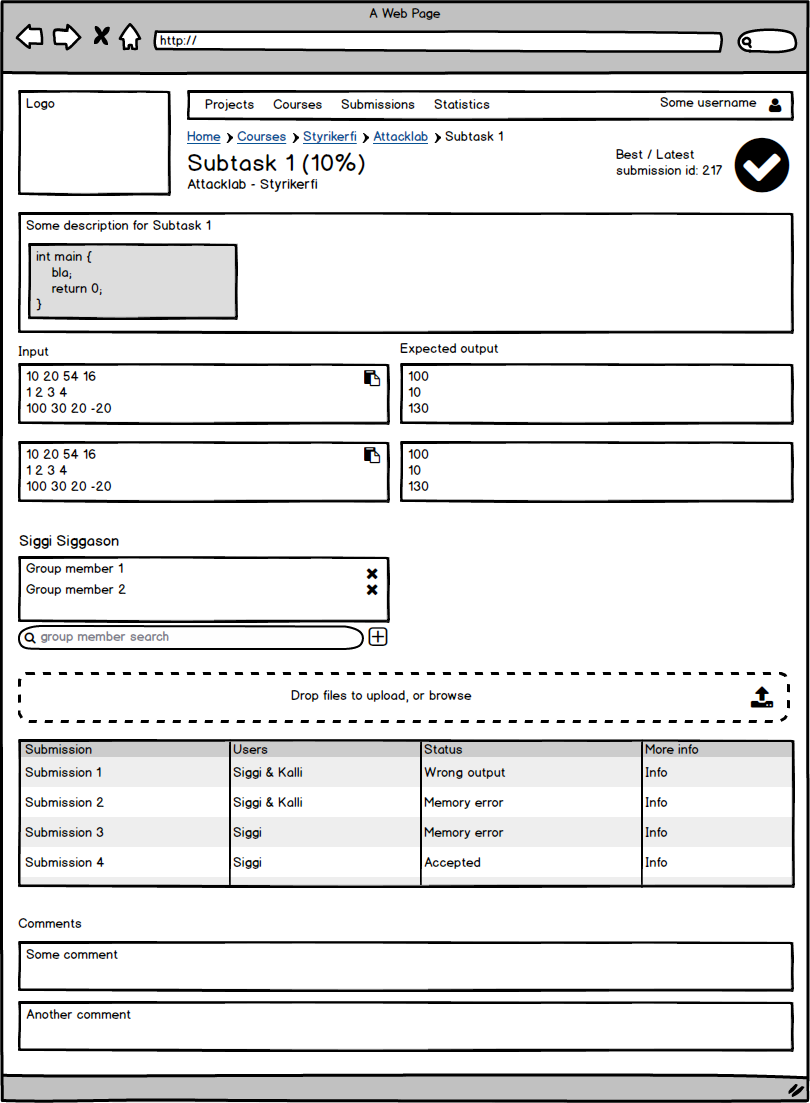 A Web Page
http://
Logo
Projects Courses Submissions Statistics Some username
Home Courses Styrikerfi Attacklab Subtask 1
Subtask 1 (10%)
Attacklab - Styrikerfi
Best / Latest
submission id: 217
Some description for Subtask 1
int main {
bla;
return 0;
}
Input
Expected output
10 20 54 16
1 2 3 4
100 30 20 -20
100
10
130
10 20 54 16
1 2 3 4
100 30 20 -20
100
10
130
Siggi Siggason
Group member 1
Group member 2
group member search
Drop files to upload, or browse
Submission Users Status More info
Submission 1 Siggi & Kalli Wrong output Info
Submission 2 Siggi & Kalli Memory error Info
Submission 3 Siggi Memory error Info
Submission 4 Siggi Accepted Info
Comments
Some comment
Another comment